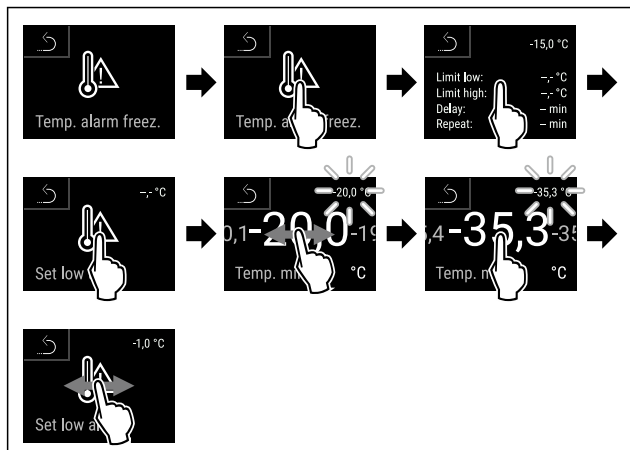 Temp. alarm freez.
Temp. a freez.
-15,0 °C
Limit low: –,- °C
Limit high: –,- °C
Delay: – min
Repeat: – min
–,- °C
Set low
-20,0 °C
0,1 -20,0 -19
Temp. m °C
-35,3 °C
5,4 -35,3 -35
Temp. m °C
-1,0 °C
Set low a